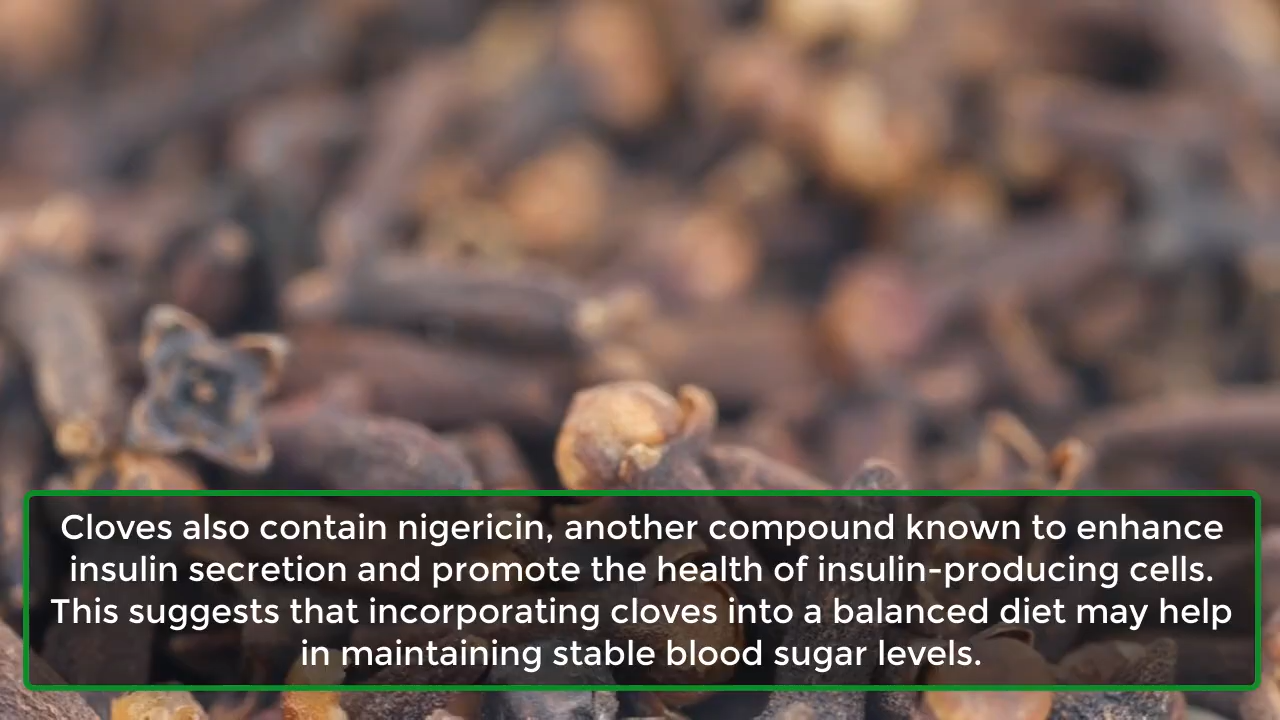 Cloves also contain nigericin, another compound known to enhance
insulin secretion and promote the health of insulin-producing cells.
This suggests that incorporating cloves into a balanced diet may help
in maintaining stable blood sugar levels.